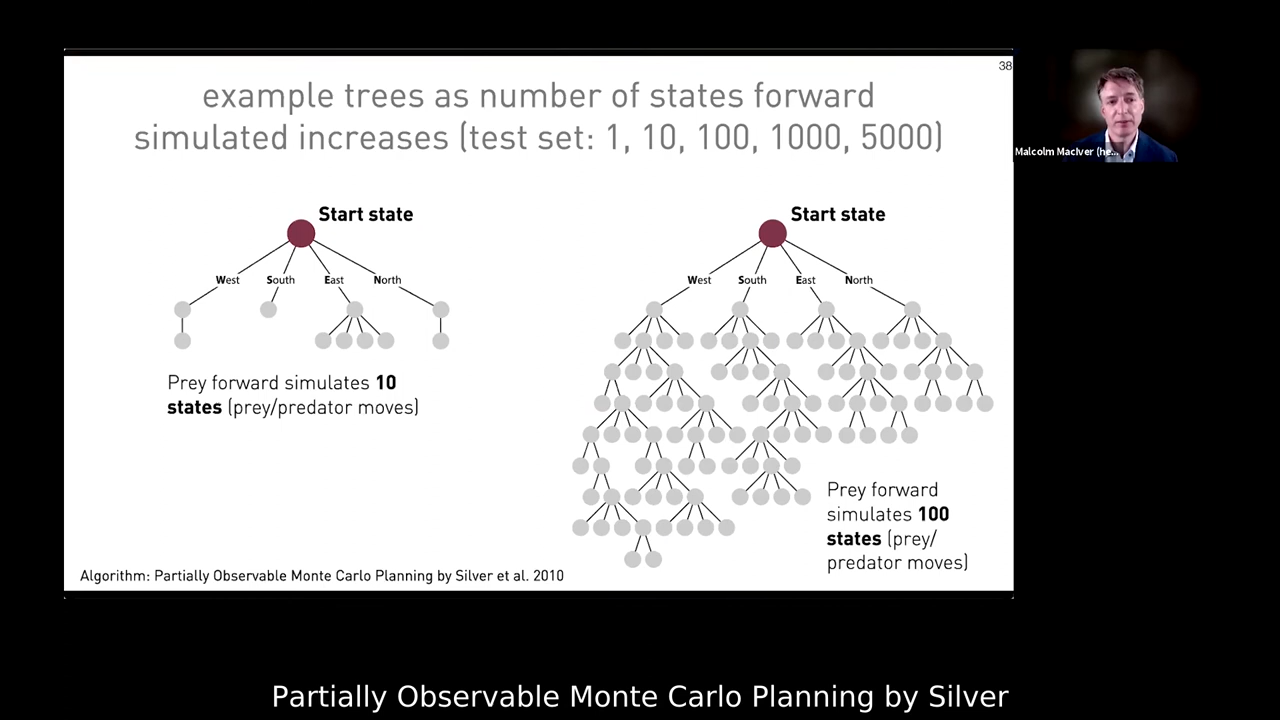 38
example trees as number of states forward
simulated increases (test set: 1, 10, 100, 1000, 5000)
Malcolm MacIver (he...
Start state
West South East North
Prey forward simulates 10
states (prey/predator moves)
Start state
West South East North
Prey forward
simulates 100
states (prey/
predator moves)
Algorithm: Partially Observable Monte Carlo Planning by Silver et al. 2010
Partially Observable Monte Carlo Planning by Silver